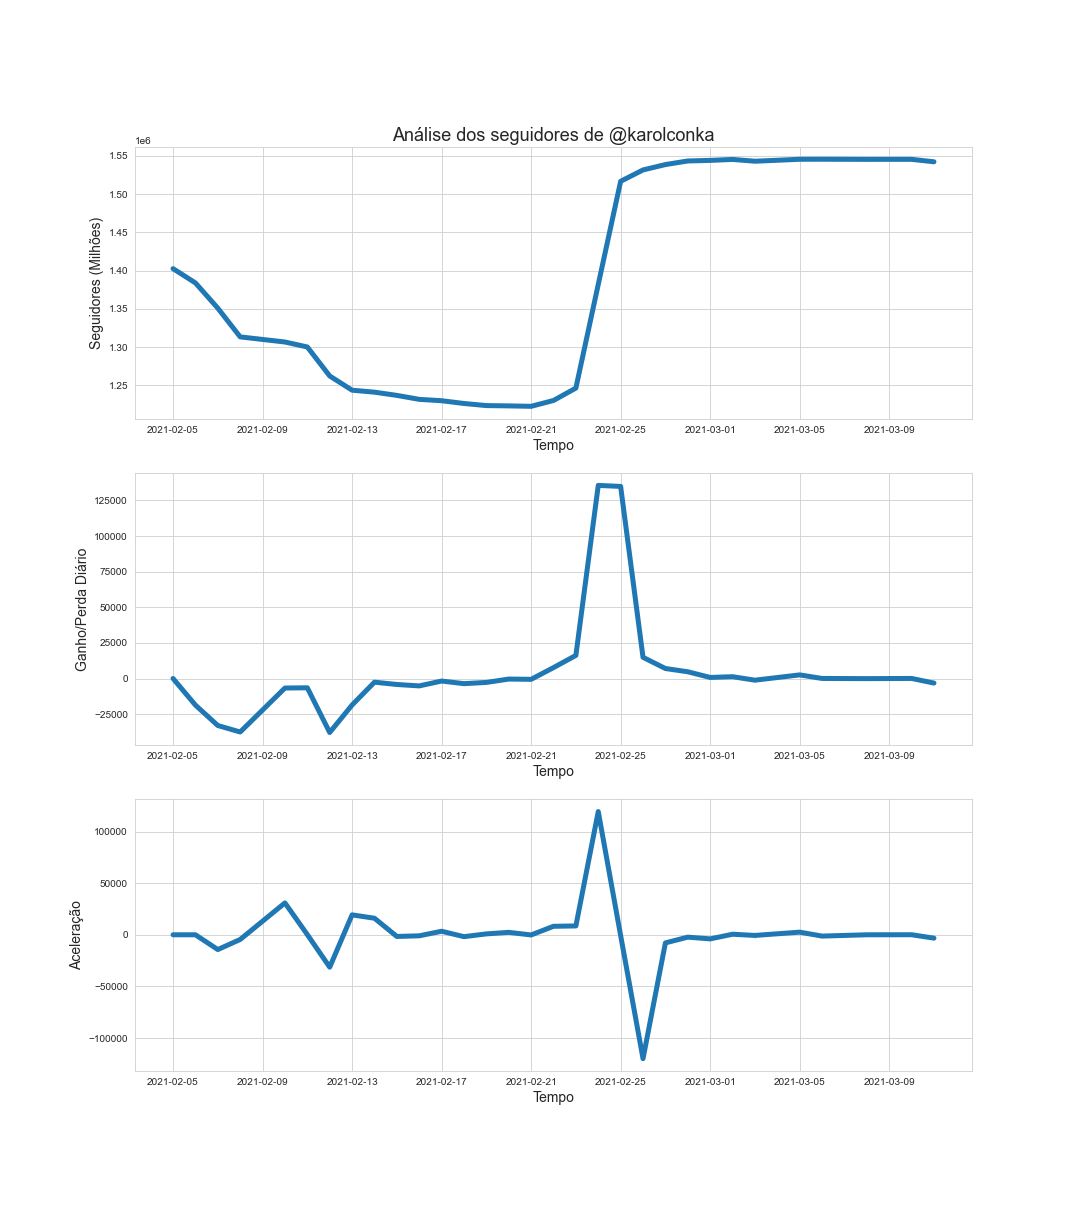 Análise dos seguidores de @karolconka
1e6
1.55
1.50
1.45
1.40
1.35
1.30
1.25
Seguidores (Milhões)
2021-02-05 2021-02-09 2021-02-13 2021-02-17 2021-02-21 2021-02-25 2021-03-01 2021-03-05 2021-03-09
Tempo
125000
100000
75000
50000
25000
0
−25000
Ganho/Perda Diário
2021-02-05 2021-02-09 2021-02-13 2021-02-17 2021-02-21 2021-02-25 2021-03-01 2021-03-05 2021-03-09
Tempo
100000
50000
0
−50000
−100000
Aceleração
2021-02-05 2021-02-09 2021-02-13 2021-02-17 2021-02-21 2021-02-25 2021-03-01 2021-03-05 2021-03-09
Tempo